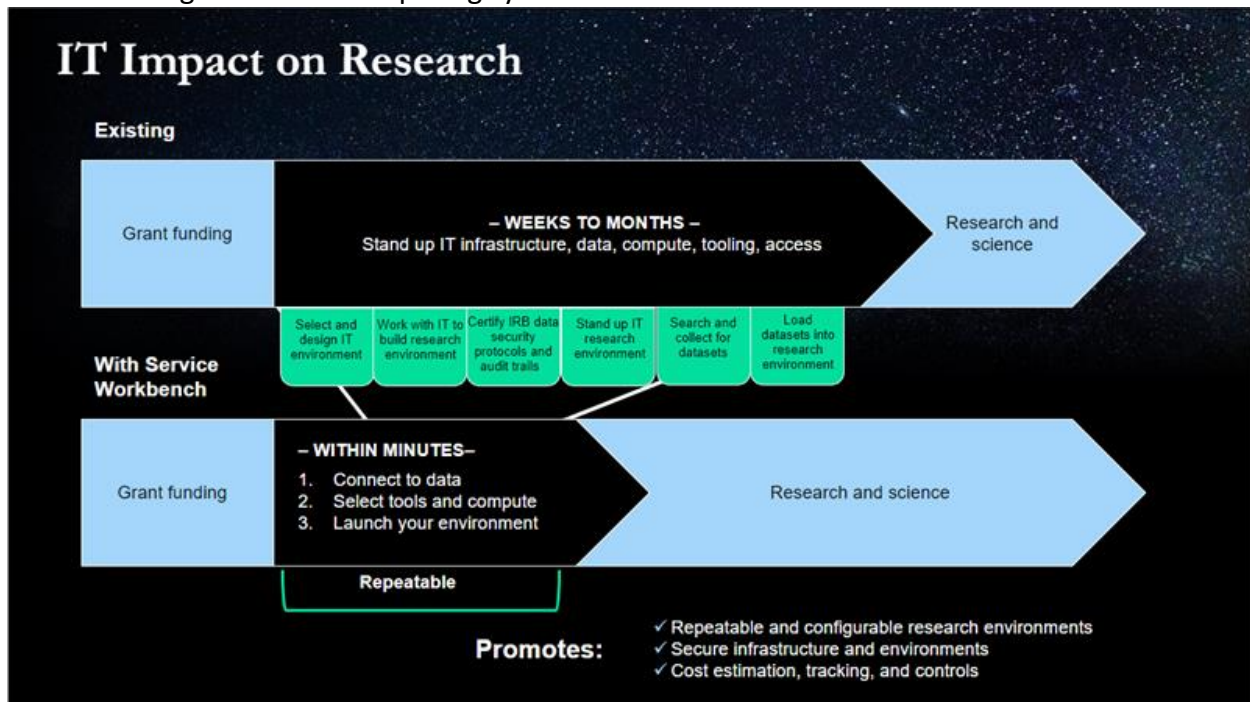 IT Impact on Research
Existing
Grant funding
– WEEKS TO MONTHS –
Stand up IT infrastructure, data, compute, tooling, access
Research and
science
Select and
design IT
environment
Work with IT to
build research
environment
Certify IRB data
security
protocols and
audit trails
Stand up IT
research
environment
Search and
collect for
datasets
Load
datasets into
research
environment
With Service
Workbench
Grant funding
– WITHIN MINUTES–
1. Connect to data
2. Select tools and compute
3. Launch your environment
Research and science
Repeatable
Promotes:
✓ Repeatable and configurable research environments
✓ Secure infrastructure and environments
✓ Cost estimation, tracking, and controls